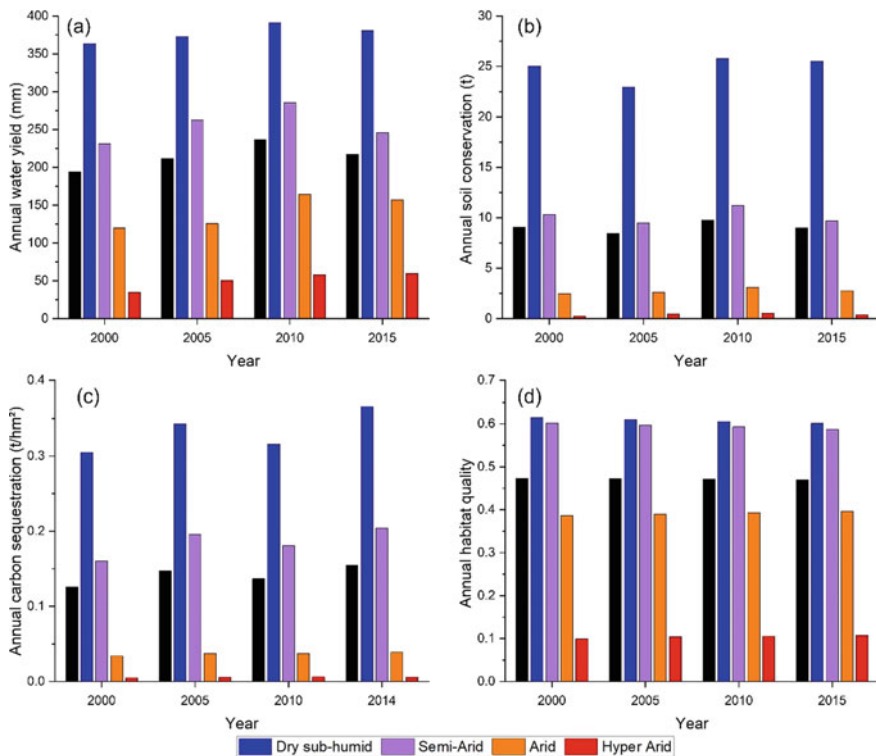 (a)
Annual water yield (mm)
400
350
300
250
200
150
100
50
0
2000 2005 2010 2015
Year
(b)
Annual soil conservation (t)
30
25
20
15
10
5
0
2000 2005 2010 2015
Year
(c)
Annual carbon sequestration (t/hm²)
0.4
0.3
0.2
0.1
0.0
2000 2005 2010 2014
Year
(d)
Annual habitat quality
0.7
0.6
0.5
0.4
0.3
0.2
0.1
0.0
2000 2005 2010 2015
Year
Dry sub-humid Semi-Arid Arid Hyper Arid